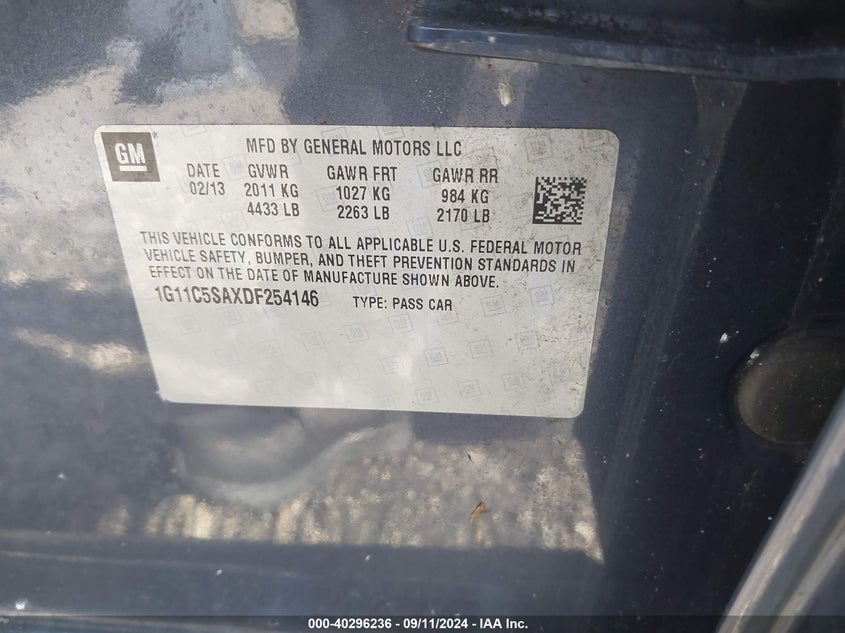 GM
MFD BY GENERAL MOTORS LLC
DATE GVWR GAWR FRT GAWR RR
02/13 2011 KG 1027 KG 984 KG
4433 LB 2263 LB 2170 LB
THIS VEHICLE CONFORMS TO ALL APPLICABLE U.S. FEDERAL MOTOR
VEHICLE SAFETY, BUMPER, AND THEFT PREVENTION STANDARDS IN
EFFECT ON THE DATE OF MANUFACTURE SHOWN ABOVE.
1G11C5SAXDF254146 TYPE: PASS CAR
000-40296236 - 09/11/2024 - IAA Inc.